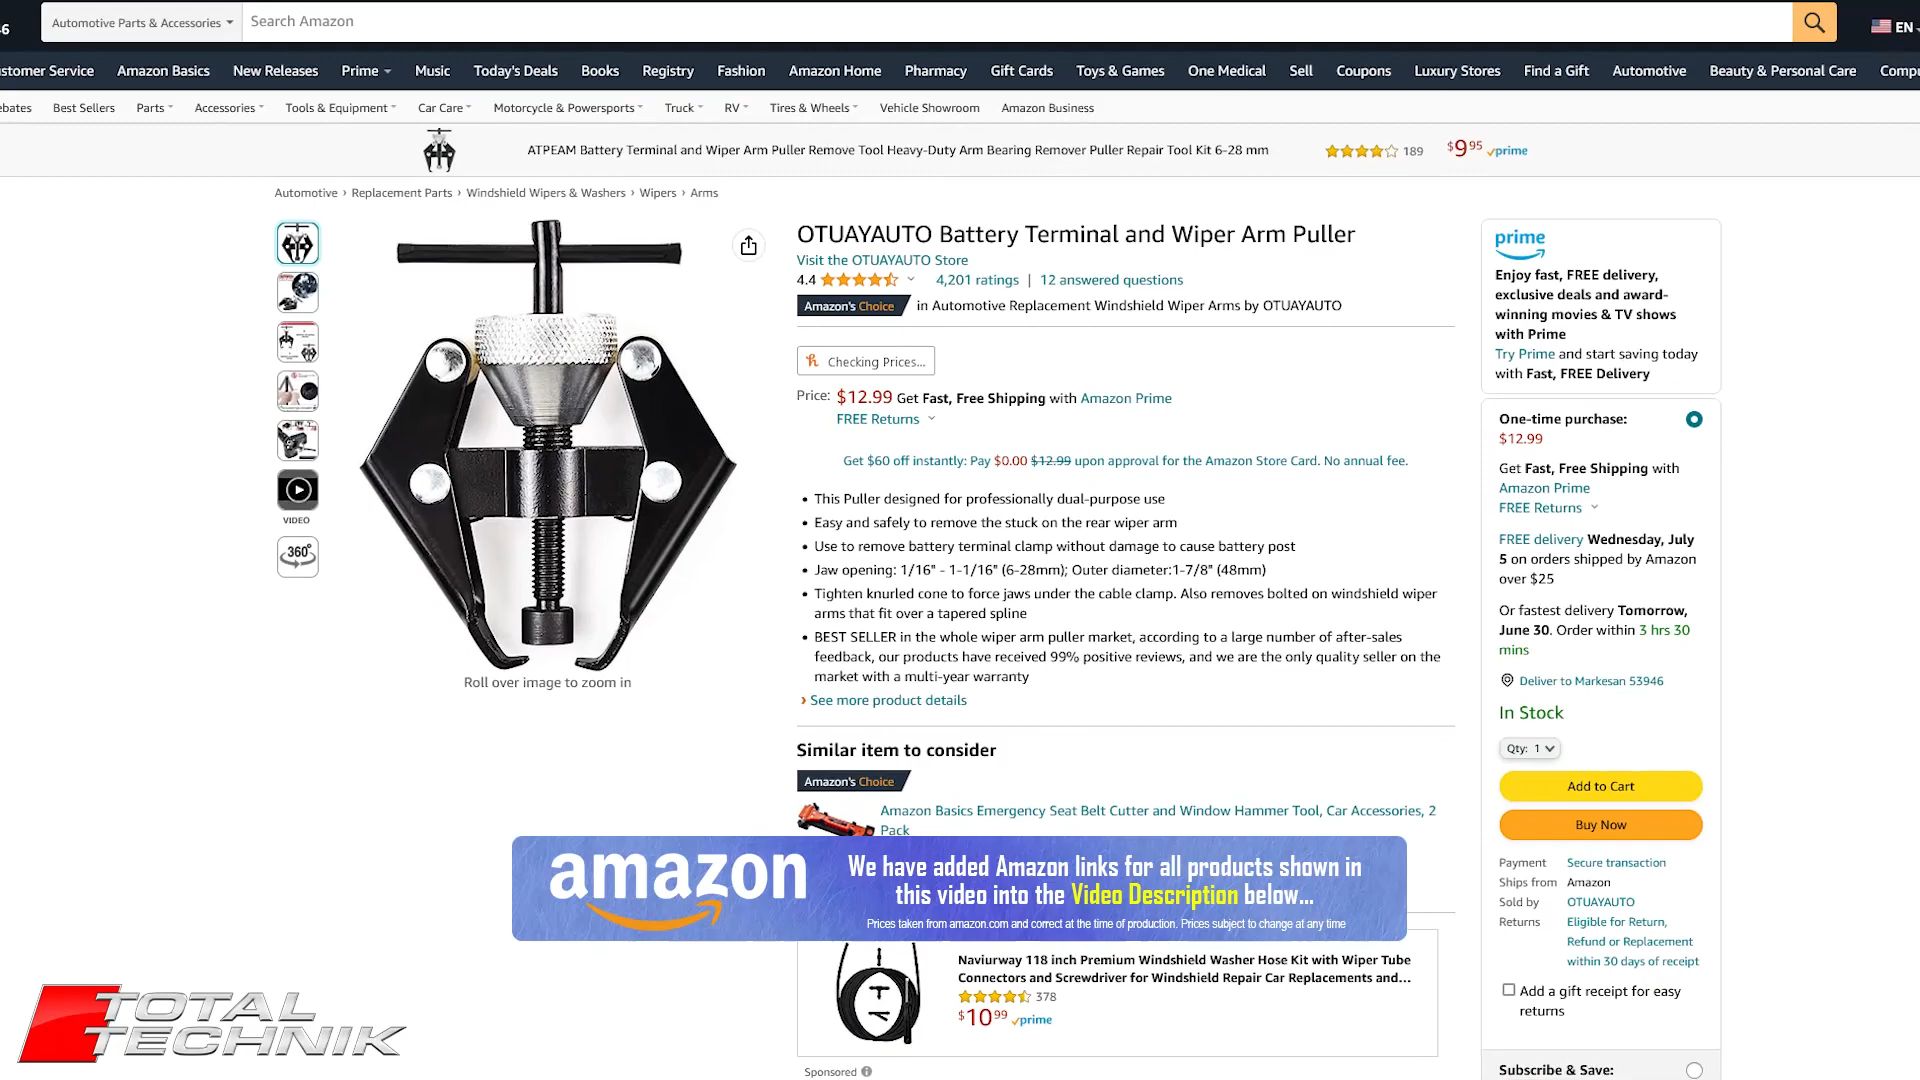 6
Automotive Parts & Accessories
Search Amazon
EN
stomer Service
Amazon Basics
New Releases
Prime
Music
Today's Deals
Books
Registry
Fashion
Amazon Home
Pharmacy
Gift Cards
Toys & Games
One Medical
Sell
Coupons
Luxury Stores
Find a Gift
Automotive
Beauty & Personal Care
Compu
ebates
Best Sellers
Parts
Accessories
Tools & Equipment
Car Care
Motorcycle & Powersports
Truck
RV
Tires & Wheels
Vehicle Showroom
Amazon Business
ATPEAM Battery Terminal and Wiper Arm Puller Remove Tool Heavy-Duty Arm Bearing Remover Puller Repair Tool Kit 6-28 mm
189
$9 95 prime
Automotive › Replacement Parts › Windshield Wipers & Washers › Wipers › Arms
VIDEO
360°
Roll over image to zoom in
OTUAYAUTO Battery Terminal and Wiper Arm Puller
Visit the OTUAYAUTO Store
4.4
4,201 ratings | 12 answered questions
Amazon's Choice in Automotive Replacement Windshield Wiper Arms by OTUAYAUTO
Checking Prices...
Price: $12.99 Get Fast, Free Shipping with Amazon Prime
FREE Returns
Get $60 off instantly: Pay $0.00 $12.99 upon approval for the Amazon Store Card. No annual fee.
• This Puller designed for professionally dual-purpose use
• Easy and safely to remove the stuck on the rear wiper arm
• Use to remove battery terminal clamp without damage to cause battery post
• Jaw opening: 1/16" - 1-1/16" (6-28mm); Outer diameter:1-7/8" (48mm)
• Tighten knurled cone to force jaws under the cable clamp. Also removes bolted on windshield wiper
arms that fit over a tapered spline
• BEST SELLER in the whole wiper arm puller market, according to a large number of after-sales
feedback, our products have received 99% positive reviews, and we are the only quality seller on the
market with a multi-year warranty
› See more product details
Similar item to consider
Amazon's Choice
Amazon Basics Emergency Seat Belt Cutter and Window Hammer Tool, Car Accessories, 2
Pack
amazon
We have added Amazon links for all products shown in
this video into the Video Description below...
Prices taken from amazon.com and correct at the time of production. Prices subject to change at any time
Naviurway 118 inch Premium Windshield Washer Hose Kit with Wiper Tube
Connectors and Screwdriver for Windshield Repair Car Replacements and...
378
$10 99 prime
Sponsored
prime
Enjoy fast, FREE delivery,
exclusive deals and award-
winning movies & TV shows
with Prime
Try Prime and start saving today
with Fast, FREE Delivery
One-time purchase:
$12.99
Get Fast, Free Shipping with
Amazon Prime
FREE Returns
FREE delivery Wednesday, July
5 on orders shipped by Amazon
over $25
Or fastest delivery Tomorrow,
June 30. Order within 3 hrs 30
mins
Deliver to Markesan 53946
In Stock
Qty: 1
Add to Cart
Buy Now
Payment Secure transaction
Ships from Amazon
Sold by OTUAYAUTO
Returns Eligible for Return,
Refund or Replacement
within 30 days of receipt
Add a gift receipt for easy
returns
Subscribe & Save:
TOTAL
TECHNIK